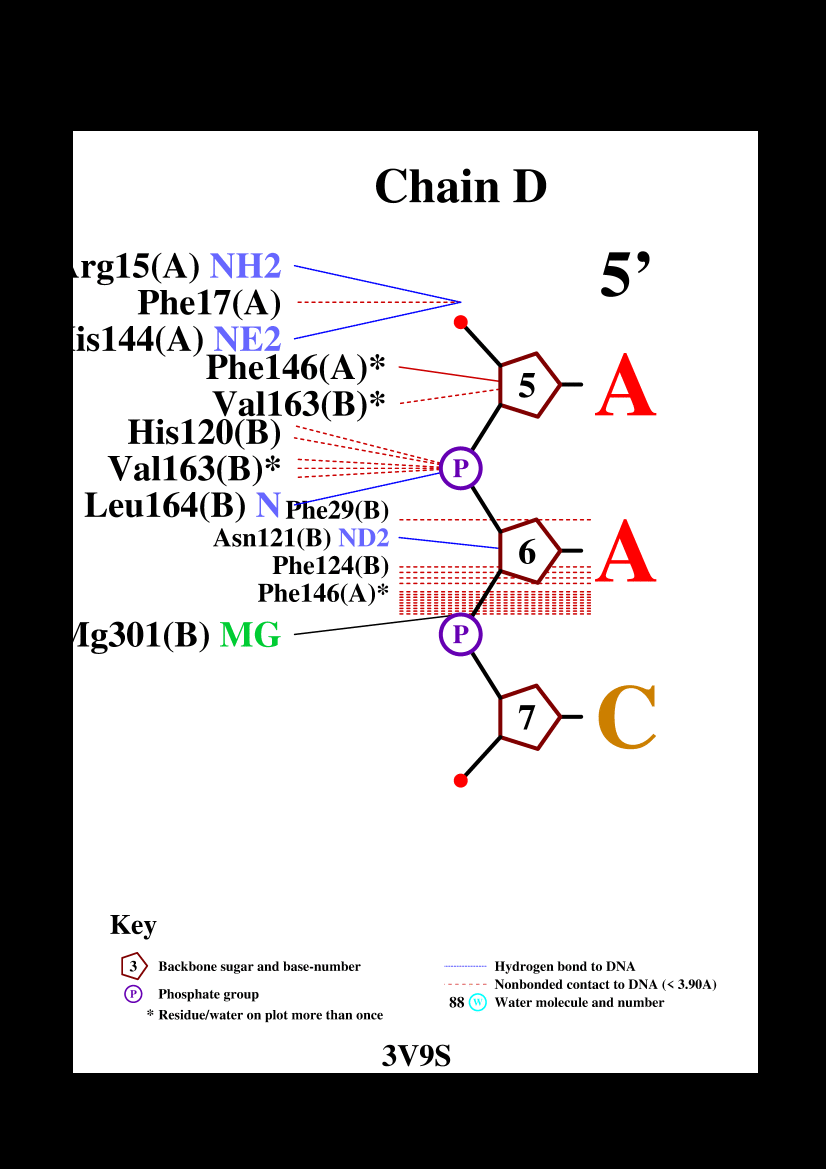 Chain D
5’
rg15(A) NH2
Phe17(A)
is144(A) NE2
Phe146(A)*
5 A
Val163(B)*
His120(B)
Val163(B)*
P
Leu164(B) N
Phe29(B)
Asn121(B) ND2
6 A
Phe124(B)
Phe146(A)*
Mg301(B) MG
P
7 C
Key
3 Backbone sugar and base-number
P Phosphate group
* Residue/water on plot more than once
Hydrogen bond to DNA
Nonbonded contact to DNA (< 3.90A)
88 W Water molecule and number
3V9S